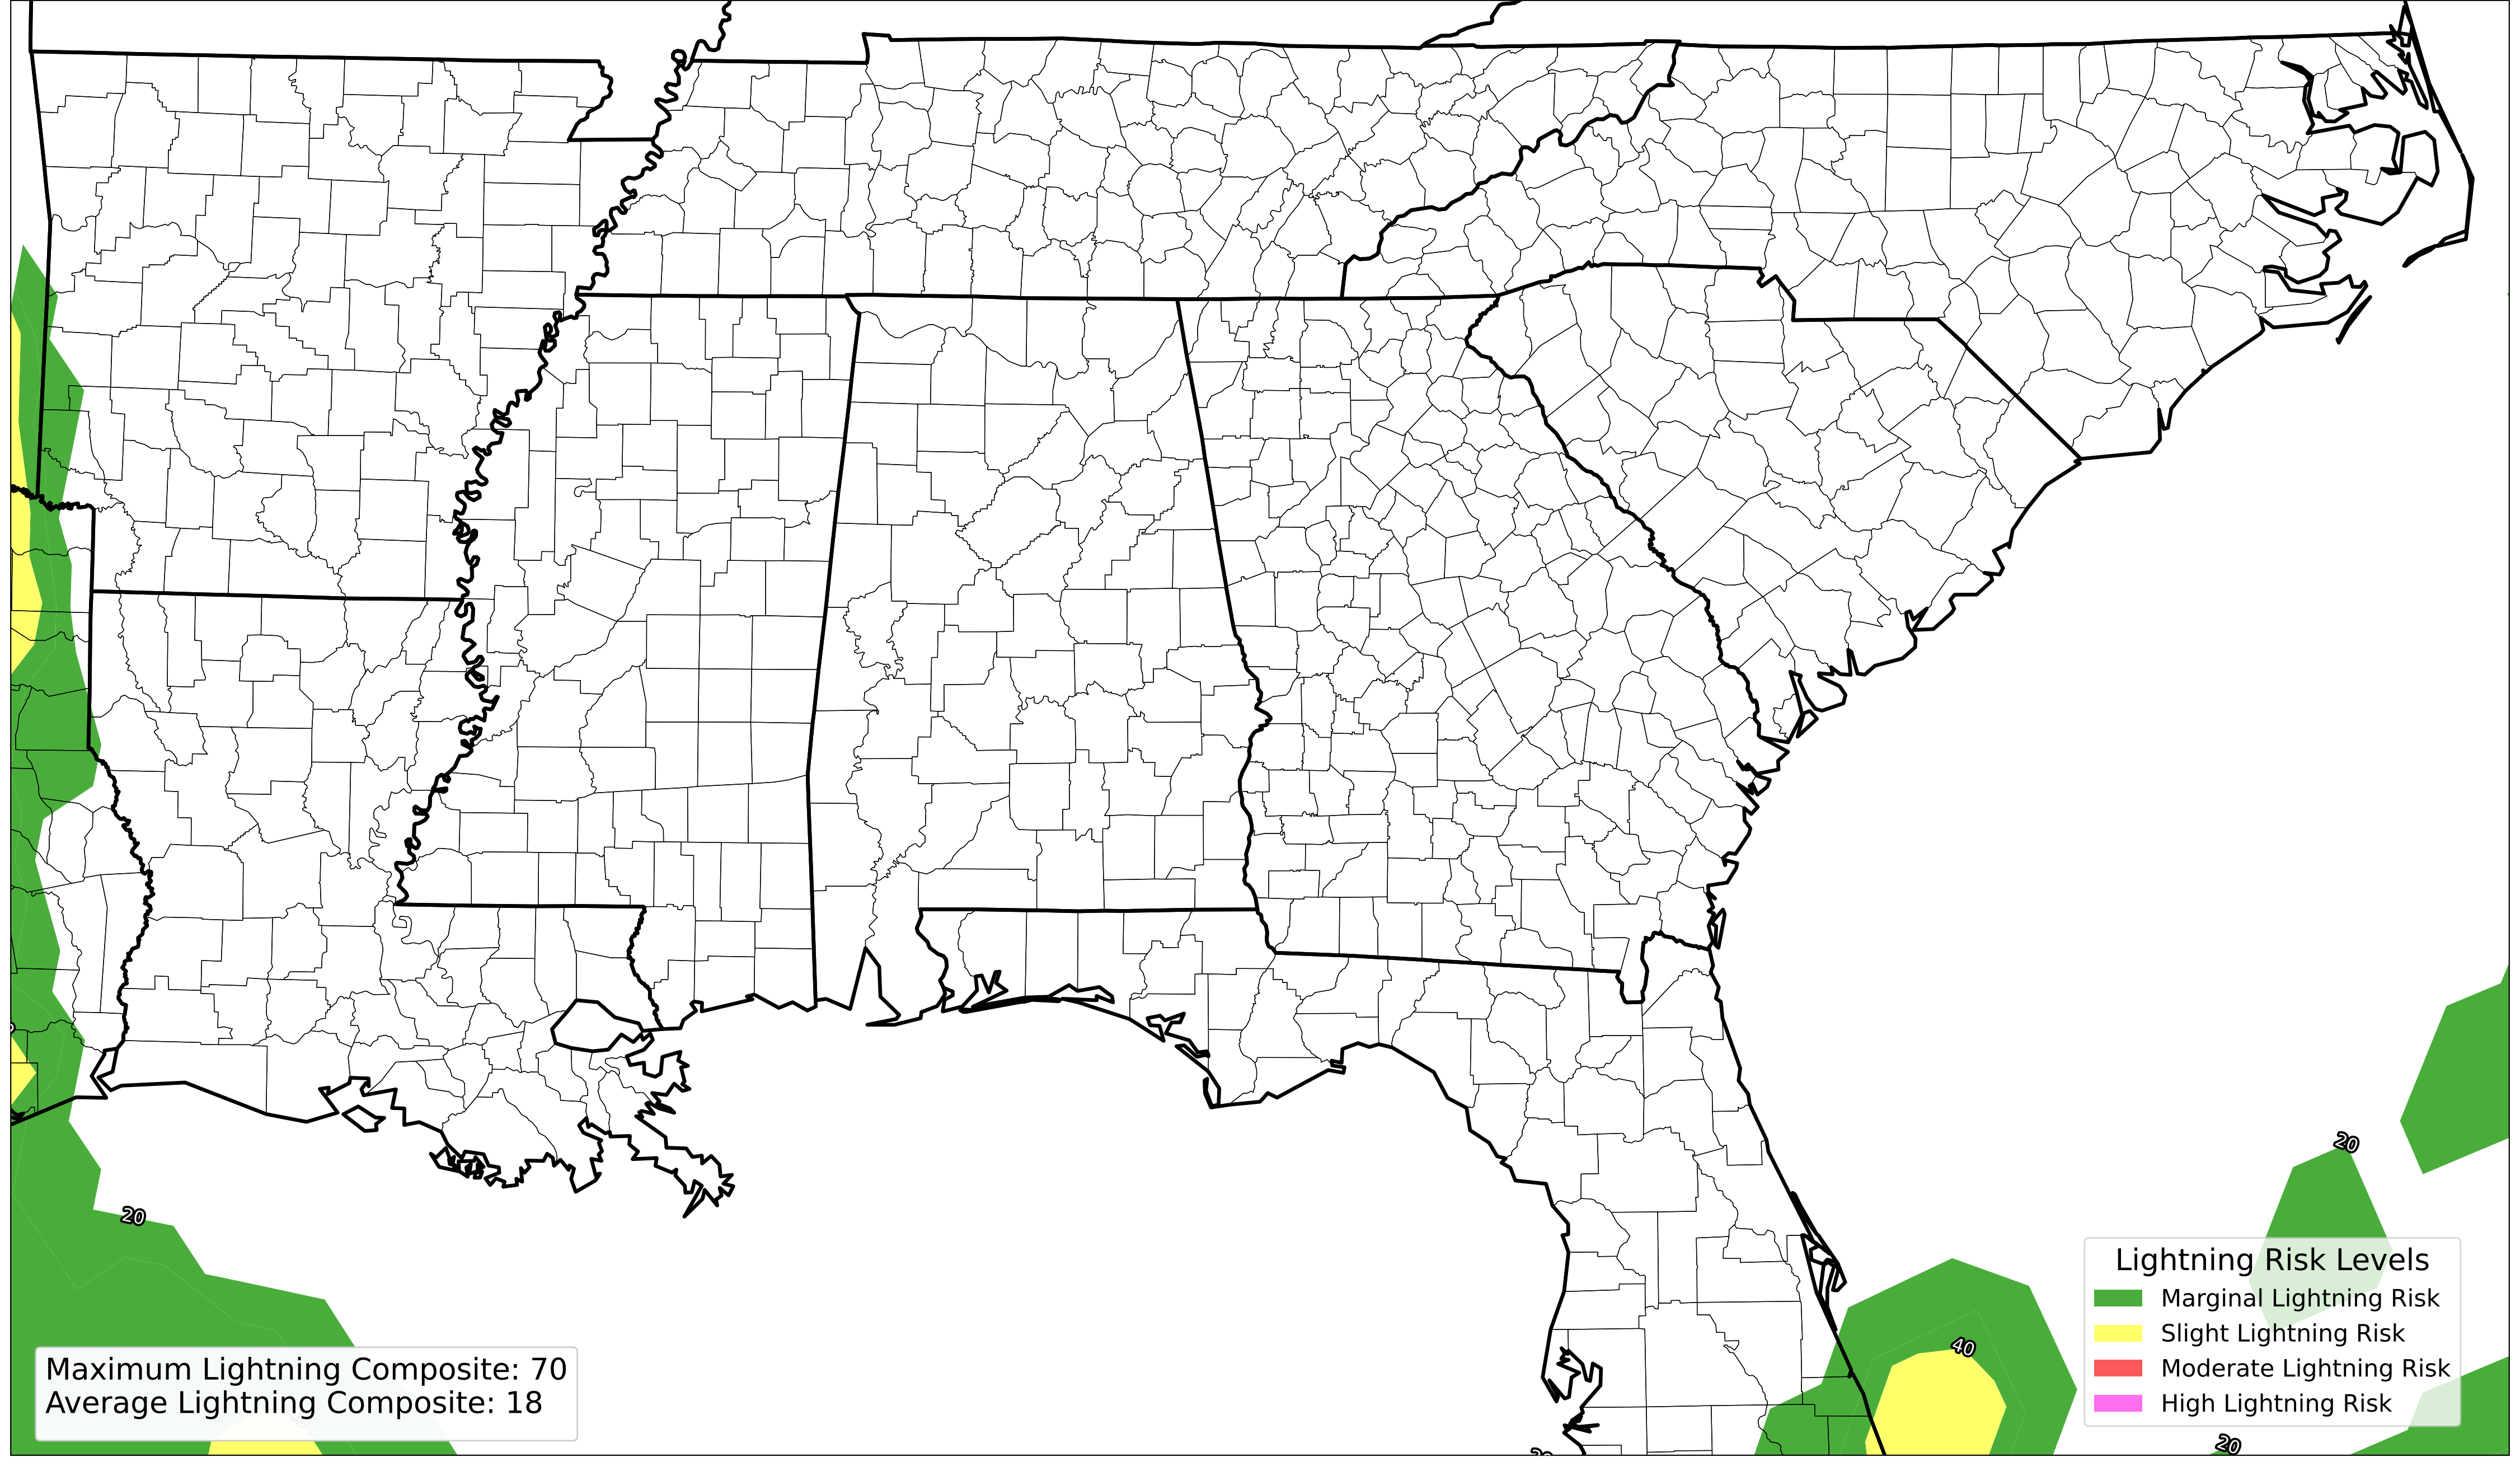 20
20
Lightning Risk Levels
Marginal Lightning Risk
Slight Lightning Risk
Moderate Lightning Risk
High Lightning Risk
40
Maximum Lightning Composite: 70
Average Lightning Composite: 18
20